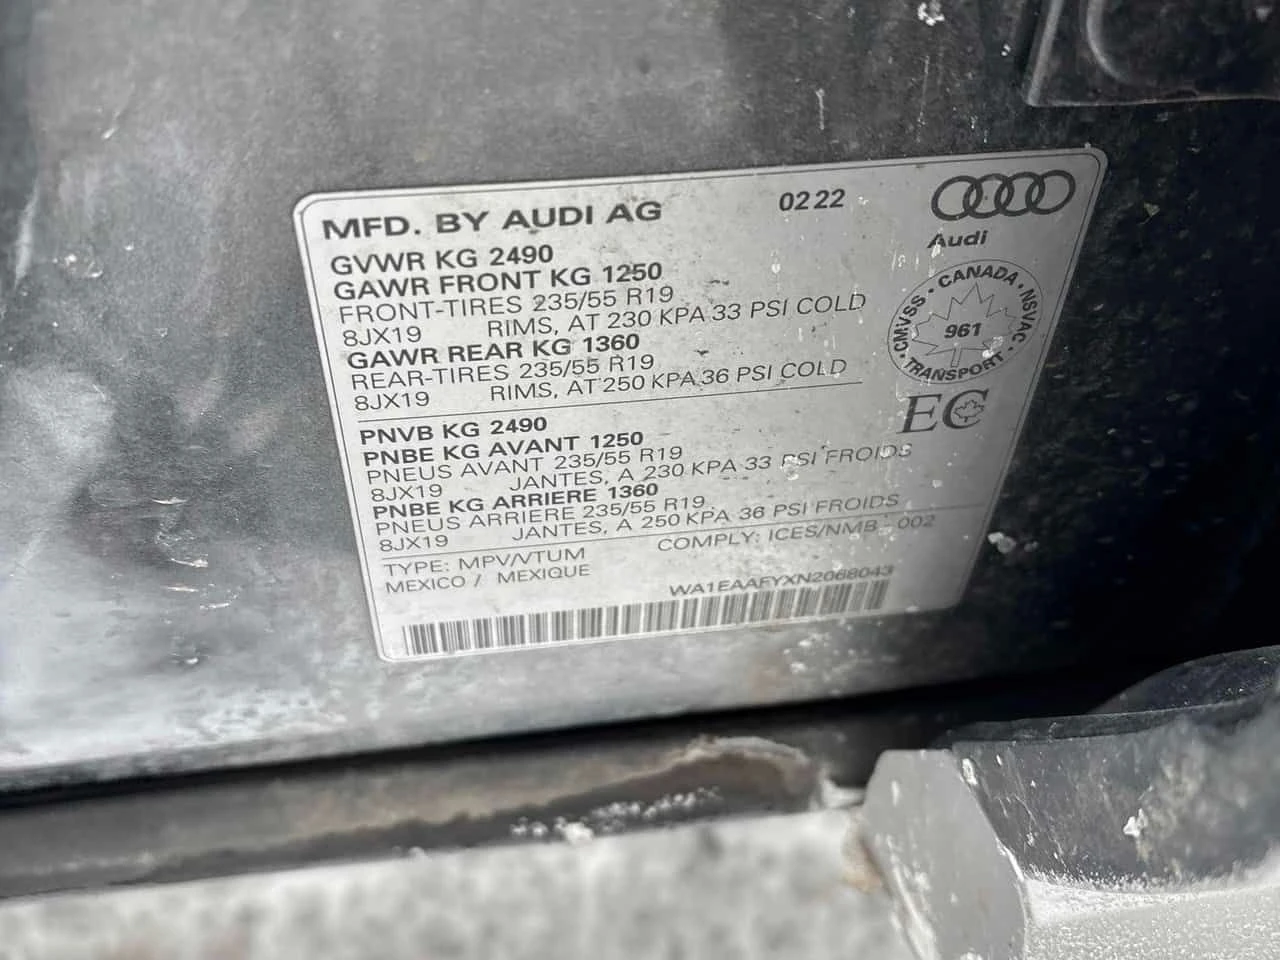 MFD. BY AUDI AG 02 22
Audi
GVWR KG 2490
GAWR FRONT KG 1250
FRONT-TIRES 235/55 R19
8JX19 RIMS, AT 230 KPA 33 PSI COLD
GAWR REAR KG 1360
REAR-TIRES 235/55 R19
8JX19 RIMS, AT 250 KPA 36 PSI COLD
CANADA · NSVAC · TRANSPORT · CMVSS ·
961
EC
PNVB KG 2490
PNBE KG AVANT 1250
PNEUS AVANT 235/55 R19
8JX19 JANTES, A 230 KPA 33 PSI FROIDS
PNBE KG ARRIERE 1360
PNEUS ARRIERE 235/55 R19,
8JX19 JANTES, A 250 KPA 36 PSI FROIDS
TYPE: MPV/VTUM COMPLY: ICES/NMB - 002
MEXICO / MEXIQUE
WA1EAAFYXN2068043